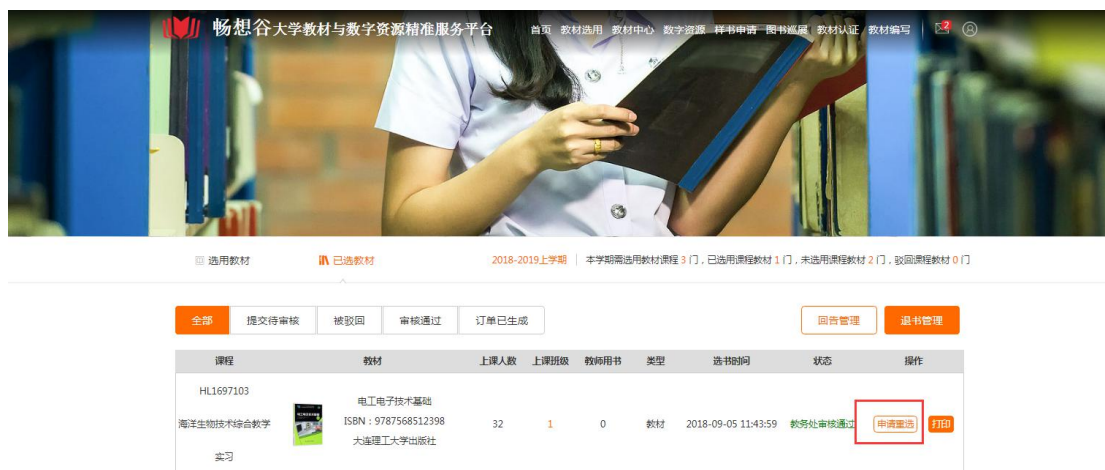 畅想谷大学教材与数字资源精准服务平台
首页 教材选用 教材中心 数字资源 样书申请 图书巡展 教材认证 教材编写 2
选用教材 已选教材 2018-2019上学期 本学期需选用教材课程 3 门，已选用课程教材 1 门，未选用课程教材 2 门，驳回课程教材 0 门
全部 提交待审核 被驳回 审核通过 订单已生成 回告管理 退书管理
课程 教材 上课人数 上课班级 教师用书 类型 选书时间 状态 操作
HL1697103
海洋生物技术综合教学
实习
电工电子技术基础
ISBN：9787568512398
大连理工大学出版社
32 1 0 教材 2018-09-05 11:43:59 教务处审核通过 申请重选 打印